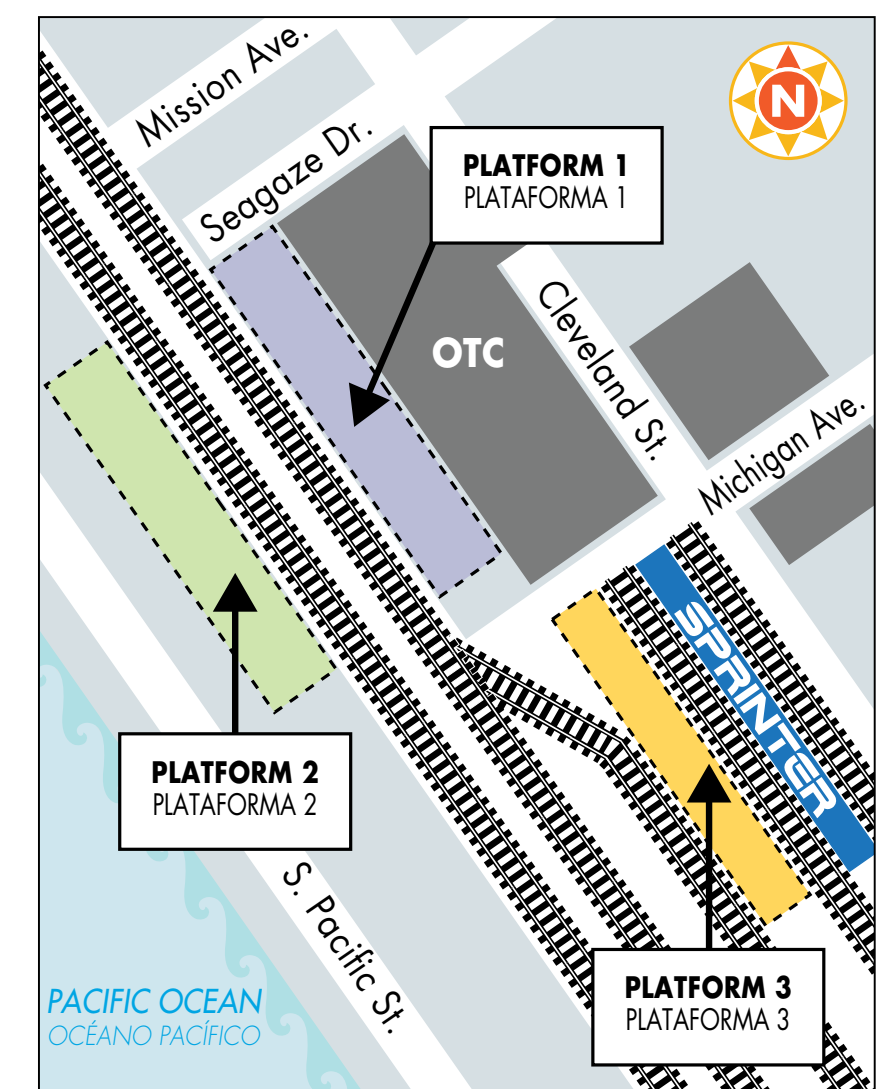 Mission Ave.
N
Seagaze Dr.
PLATFORM 1
PLATAFORMA 1
OTC
Cleveland St.
Michigan Ave.
SPRINTER
PLATFORM 2
PLATAFORMA 2
S. Pacific St.
PLATFORM 3
PLATAFORMA 3
PACIFIC OCEAN
OCÉANO PACÍFICO